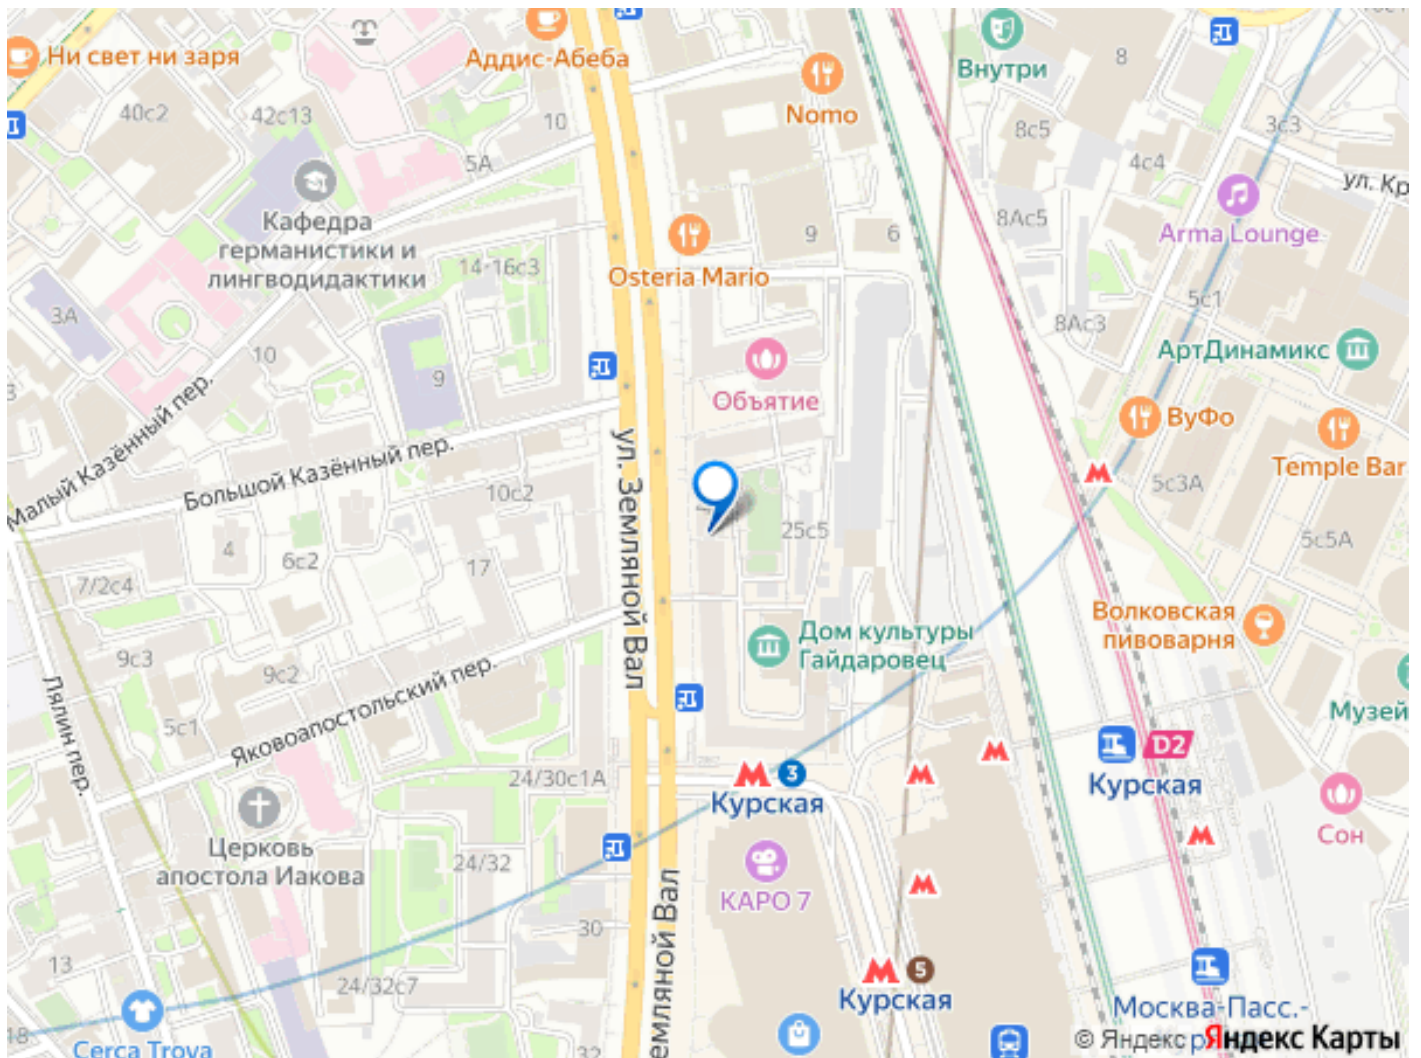 Ни свет ни заря
Аддис-Абеба
Внутри
8
40с2
42с13
10
Nomo
8с5
3с3
5А
4с4
ул. Кр
Кафедра
германистики и
лингводидактики
14-16с3
9
6
8Ас5
Arma Lounge
Osteria Mario
3А
5с1
8Ас3
10
9
Объятие
АртДинамикс
ВуФо
Temple Bar
Малый Казённый пер.
Большой Казённый пер.
ул. Земляной Вал
10с2
5с3А
4
6с2
17
25с5
5с5А
7/2с4
Волковская
пивоварня
Дом культуры
Гайдаровец
9с3
9с2
Лялин пер.
5с1
Яковоапостольский пер.
Музей
D2
Курская
24/30с1А
3
Курская
Церковь
апостола Иакова
24/32
КАРО 7
Сон
емляной Вал
30
13
24/32с7
5
Курская
Москва-Пасс.-
18
Cerca Trova
32
© Яндекс
Яндекс Карты